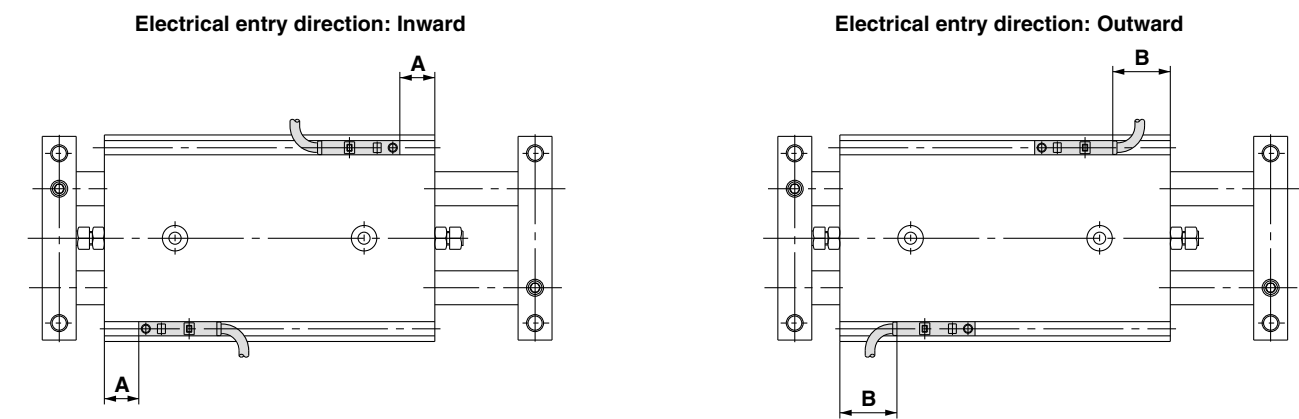 Electrical entry direction: Inward
Electrical entry direction: Outward
A
B
A
B